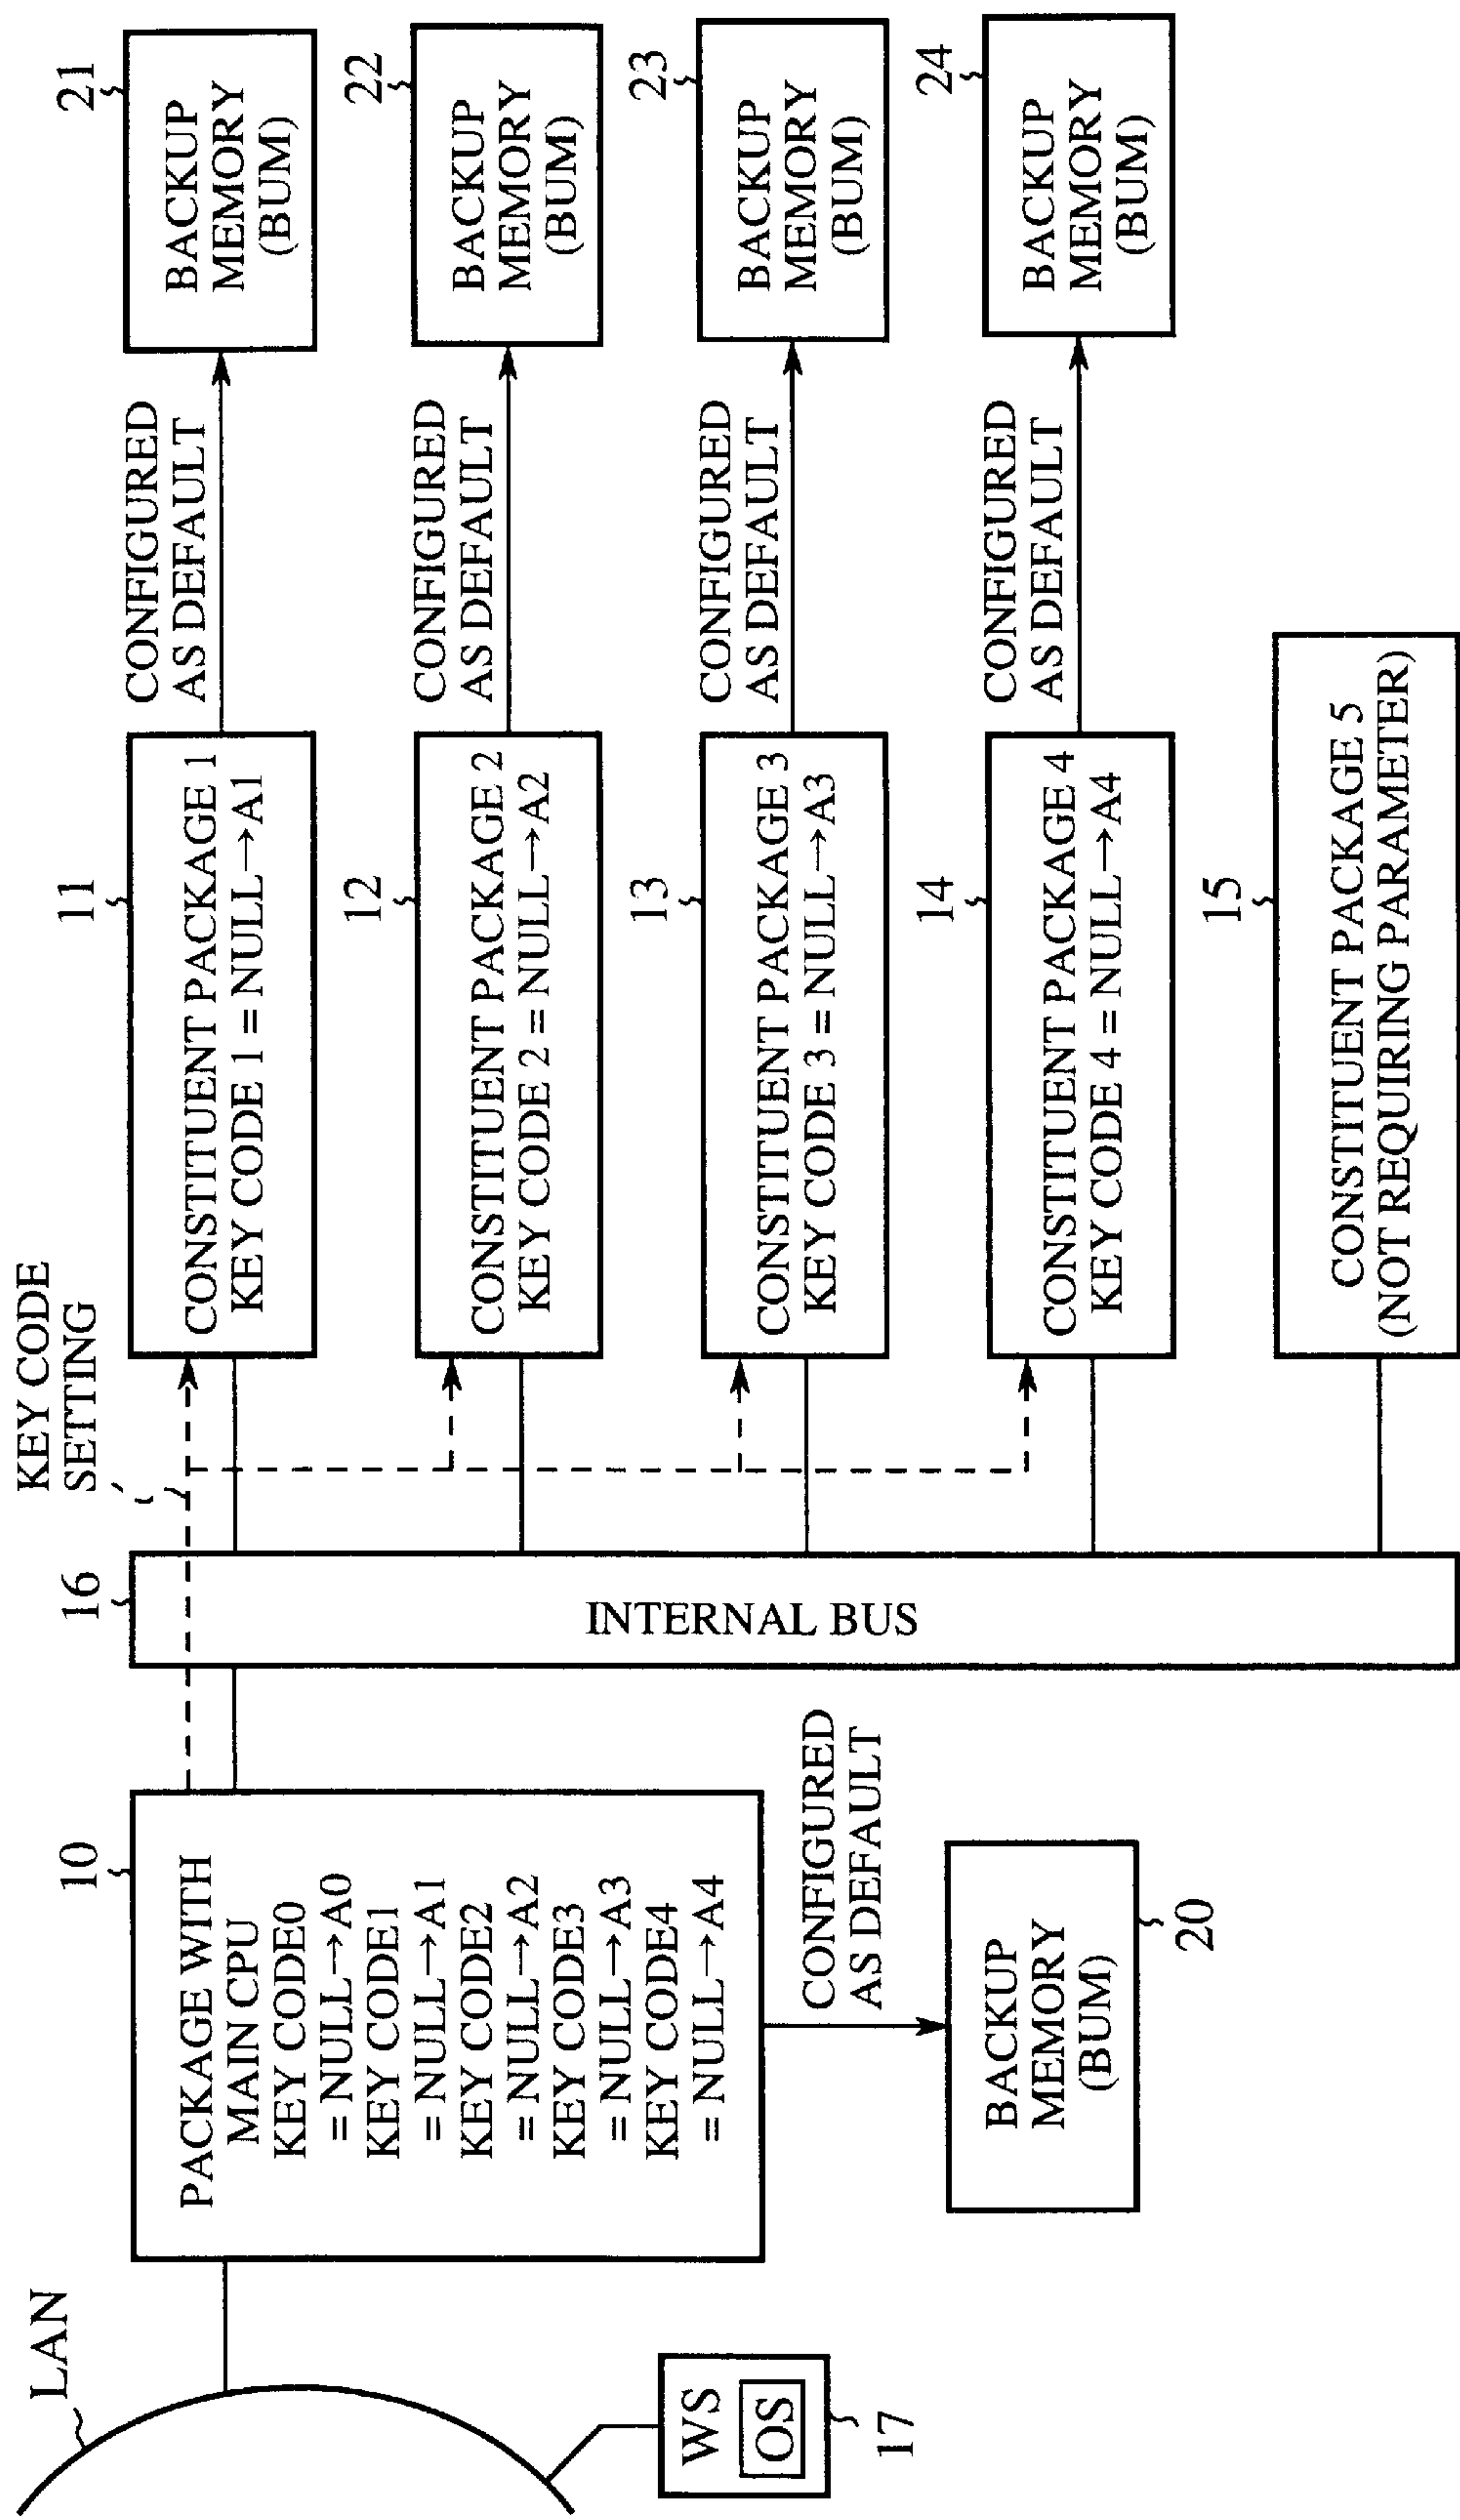 LAN
WS
OS
17
10
PACKAGE WITH
MAIN CPU
KEY CODE0
= NULL→A0
KEY CODE1
= NULL→A1
KEY CODE2
= NULL→A2
KEY CODE3
= NULL→A3
KEY CODE4
= NULL→A4
CONFIGURED
AS DEFAULT
BACKUP
MEMORY
(BUM)
20
16
INTERNAL BUS
KEY CODE
SETTING
11
CONSTITUENT PACKAGE 1
KEY CODE 1 = NULL→A1
CONFIGURED
AS DEFAULT
21
BACKUP
MEMORY
(BUM)
12
CONSTITUENT PACKAGE 2
KEY CODE 2 = NULL→A2
CONFIGURED
AS DEFAULT
22
BACKUP
MEMORY
(BUM)
13
CONSTITUENT PACKAGE 3
KEY CODE 3 = NULL→A3
CONFIGURED
AS DEFAULT
23
BACKUP
MEMORY
(BUM)
14
CONSTITUENT PACKAGE 4
KEY CODE 4 = NULL→A4
CONFIGURED
AS DEFAULT
24
BACKUP
MEMORY
(BUM)
15
CONSTITUENT PACKAGE 5
(NOT REQUIRING PARAMETER)